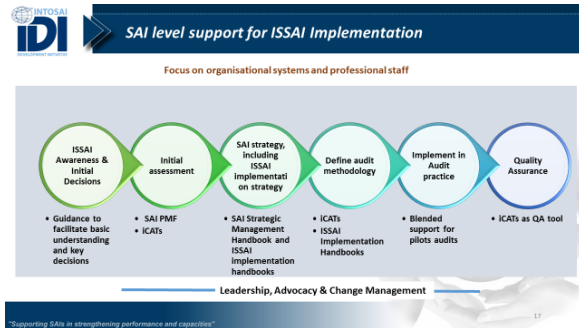 INTOSAI
IDI
DEVELOPMENT INITIATIVE
SAI level support for ISSAI Implementation
Focus on organisational systems and professional staff
ISSAI
Awareness &
Initial
Decisions
• Guidance to
facilitate basic
understanding
and key
decisions
Initial
assessment
• SAI PMF
• iCATs
SAI strategy,
including
ISSAI
implementati
on strategy
• SAI Strategic
Management
Handbook and
ISSAI
implementation
handbooks
Define audit
methodology
• iCATs
• ISSAI
Implementation
Handbooks
Implement in
Audit
practice
• Blended
support for
pilots audits
Quality
Assurance
• iCATs as QA tool
Leadership, Advocacy & Change Management
"Supporting SAIs in strengthening performance and capacities"
17